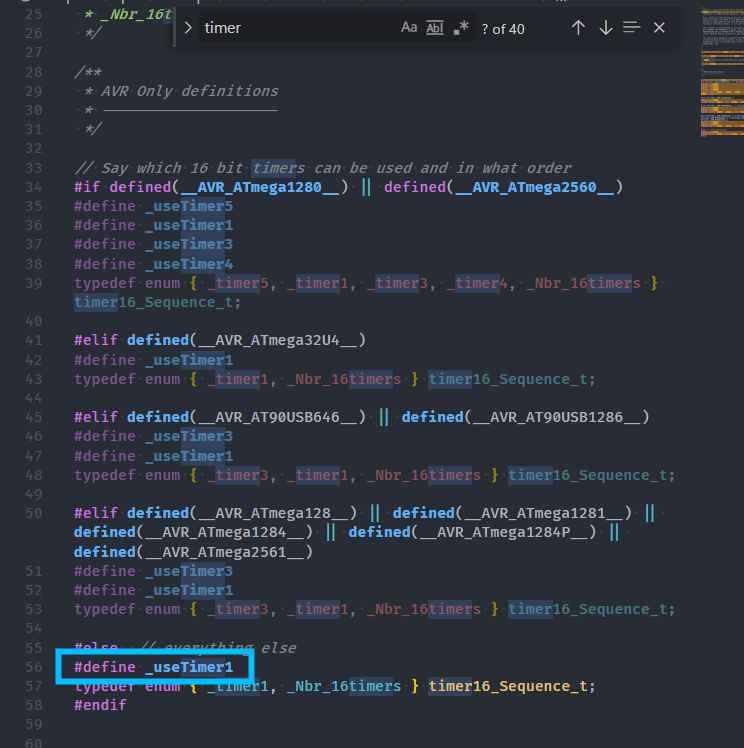 25 * _Nbr_16t
timer
Aa Abl .* ? of 40
26 */
27
28 /**
29 * AVR Only definitions
30 * --------------------
31 */
32
33 // Say which 16 bit timers can be used and in what order
34 #if defined(__AVR_ATmega1280__) || defined(__AVR_ATmega2560__)
35 #define _useTimer5
36 #define _useTimer1
37 #define _useTimer3
38 #define _useTimer4
39 typedef enum { _timer5, _timer1, _timer3, _timer4, _Nbr_16timers }
timer16_Sequence_t;
40
41 #elif defined(__AVR_ATmega32U4__)
42 #define _useTimer1
43 typedef enum { _timer1, _Nbr_16timers } timer16_Sequence_t;
44
45 #elif defined(__AVR_AT90USB646__) || defined(__AVR_AT90USB1286__)
46 #define _useTimer3
47 #define _useTimer1
48 typedef enum { _timer3, _timer1, _Nbr_16timers } timer16_Sequence_t;
49
50 #elif defined(__AVR_ATmega128__) || defined(__AVR_ATmega1281__) ||
defined(__AVR_ATmega1284__) || defined(__AVR_ATmega1284P__) ||
defined(__AVR_ATmega2561__)
51 #define _useTimer3
52 #define _useTimer1
53 typedef enum { _timer3, _timer1, _Nbr_16timers } timer16_Sequence_t;
54
55 #else // everything else
56 #define _useTimer1
57 typedef enum { _timer1, _Nbr_16timers } timer16_Sequence_t;
58 #endif
59
60